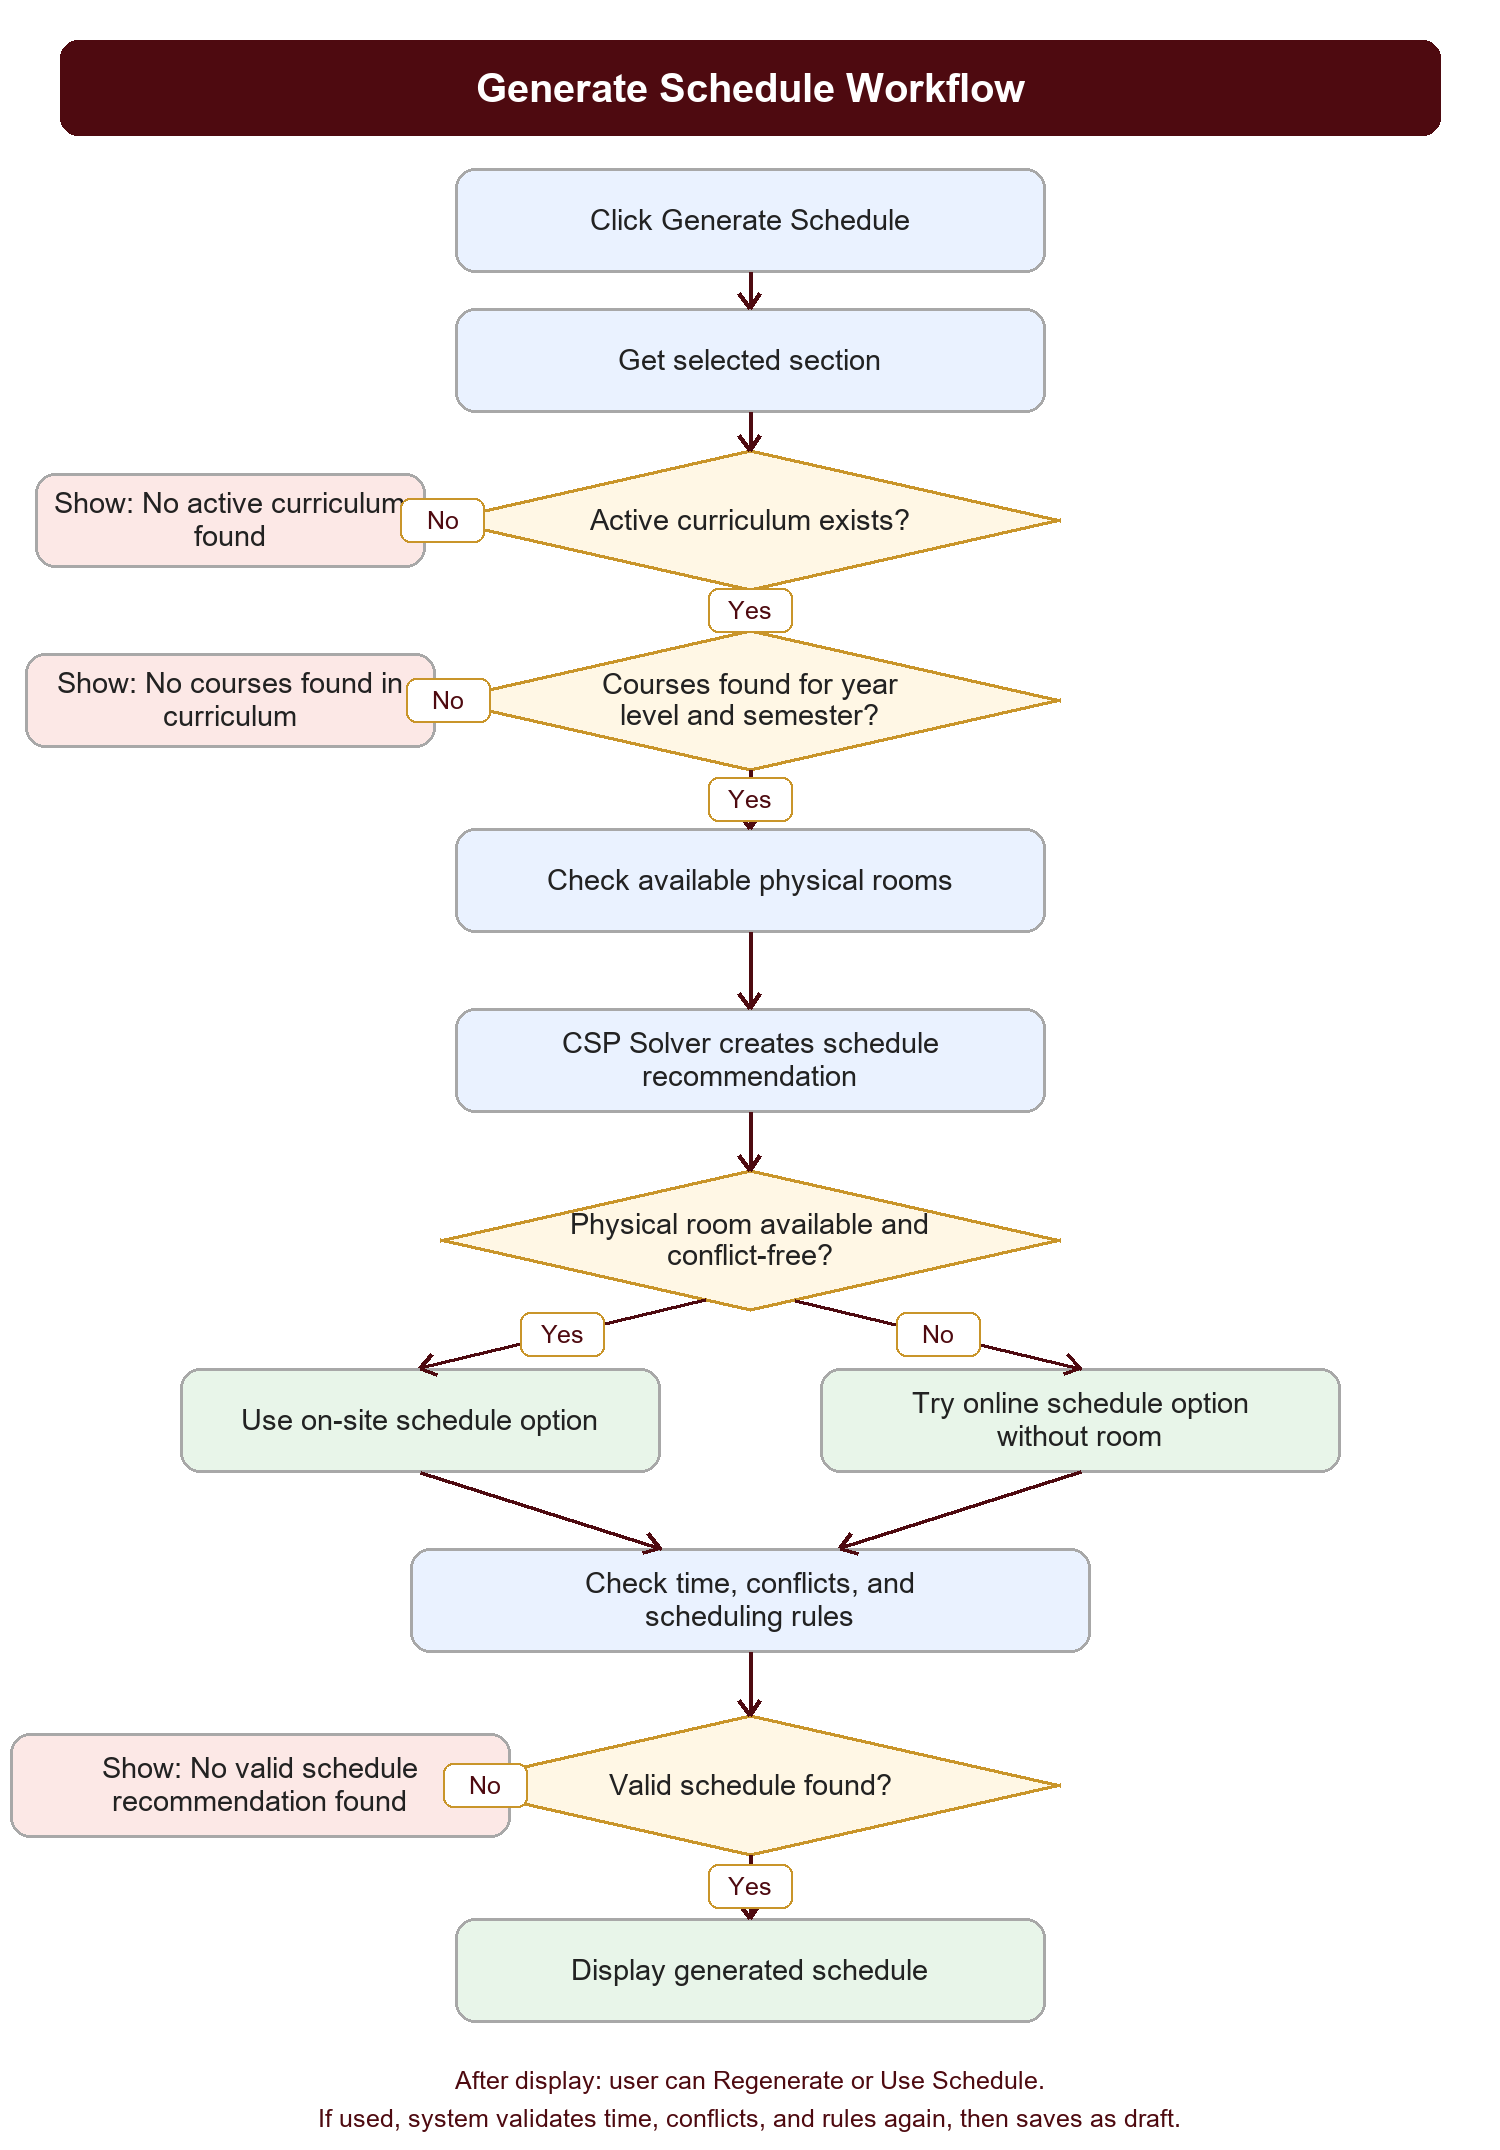 Generate Schedule Workflow
Click Generate Schedule
Get selected section
Show: No active curriculum
found
No
Active curriculum exists?
Yes
Show: No courses found in
curriculum
No
Courses found for year
level and semester?
Yes
Check available physical rooms
CSP Solver creates schedule
recommendation
Physical room available and
conflict-free?
Yes
No
Use on-site schedule option
Try online schedule option
without room
Check time, conflicts, and
scheduling rules
Show: No valid schedule
recommendation found
No
Valid schedule found?
Yes
Display generated schedule
After display: user can Regenerate or Use Schedule.
If used, system validates time, conflicts, and rules again, then saves as draft.